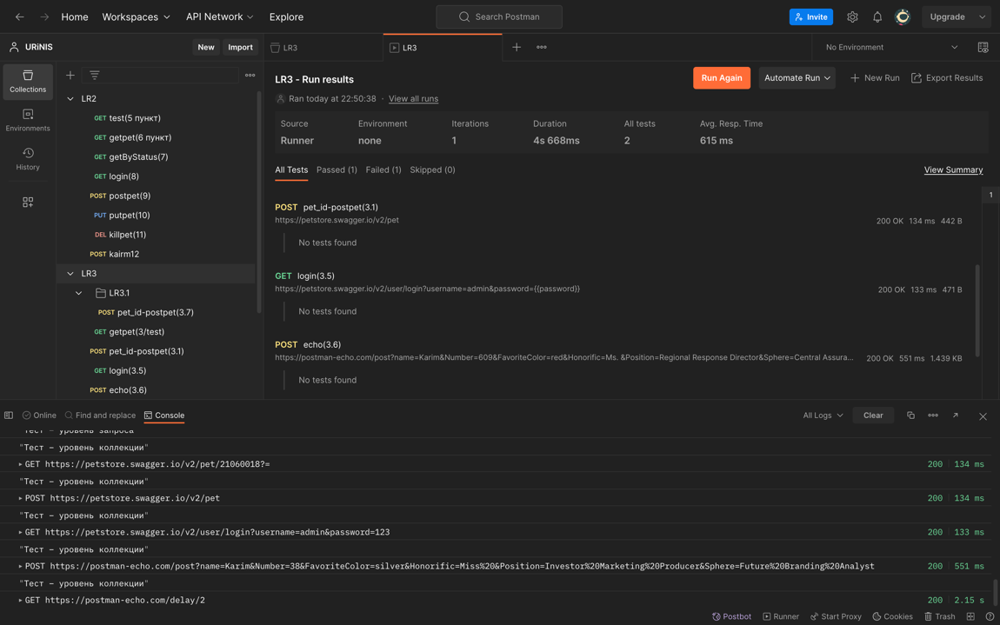 Home Workspaces API Network Explore Search Postman Invite Upgrade
URiNIS New Import LR3 LR3 No Environment
Collections
Environments
History
LR2
GET test(5 пункт)
GET getpet(6 пункт)
GET getByStatus(7)
GET login(8)
POST postpet(9)
PUT putpet(10)
DEL killpet(11)
POST kairm12
LR3
LR3.1
POST pet_id-postpet(3.7)
GET getpet(3/test)
POST pet_id-postpet(3.1)
GET login(3.5)
POST echo(3.6)
LR3 - Run results Run Again Automate Run New Run Export Results
Ran today at 22:50:38 · View all runs
Source Environment Iterations Duration All tests Avg. Resp. Time
Runner none 1 4s 668ms 2 615 ms
All Tests Passed (1) Failed (1) Skipped (0) View Summary
1
POST pet_id-postpet(3.1)
https://petstore.swagger.io/v2/pet 200 OK 134 ms 442 B
No tests found
GET login(3.5)
https://petstore.swagger.io/v2/user/login?username=admin&password={{password}} 200 OK 133 ms 471 B
No tests found
POST echo(3.6)
https://postman-echo.com/post?name=Karim&Number=609&FavoriteColor=red&Honorific=Ms. &Position=Regional Response Director&Sphere=Central Assura... 200 OK 551 ms 1.439 KB
No tests found
Online Find and replace Console All Logs Clear
"Тест – уровень запроса"
"Тест – уровень коллекции"
GET https://petstore.swagger.io/v2/pet/21060018?= 200 134 ms
"Тест – уровень коллекции"
POST https://petstore.swagger.io/v2/pet 200 134 ms
"Тест – уровень коллекции"
GET https://petstore.swagger.io/v2/user/login?username=admin&password=123 200 133 ms
"Тест – уровень коллекции"
POST https://postman-echo.com/post?name=Karim&Number=38&FavoriteColor=silver&Honorific=Miss%20&Position=Investor%20Marketing%20Producer&Sphere=Future%20Branding%20Analyst 200 551 ms
"Тест – уровень коллекции"
GET https://postman-echo.com/delay/2 200 2.15 s
Postbot Runner Start Proxy Cookies Trash